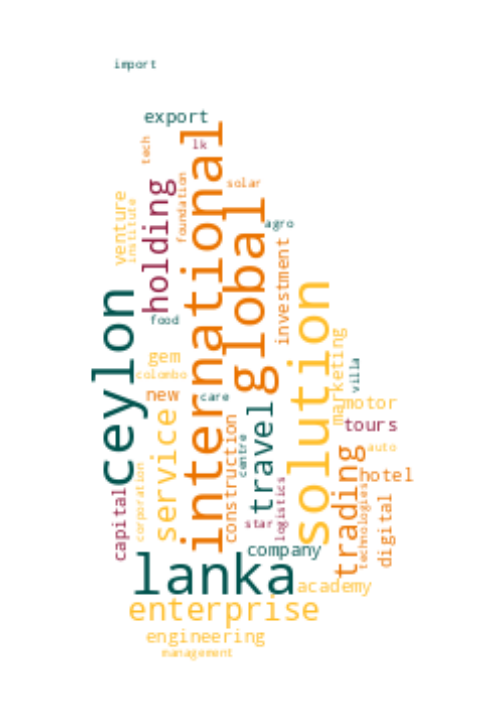 import
export
tech
lk
international
solar
foundation
holding
venture
institute
global
agro
investment
ceylon
food
solution
gem
colombo
marketing
villa
new
care
motor
travel
service
construction
tours
centre
auto
trading
hotel
corporation
capital
logistics
technologies
digital
star
company
lanka
academy
enterprise
engineering
management